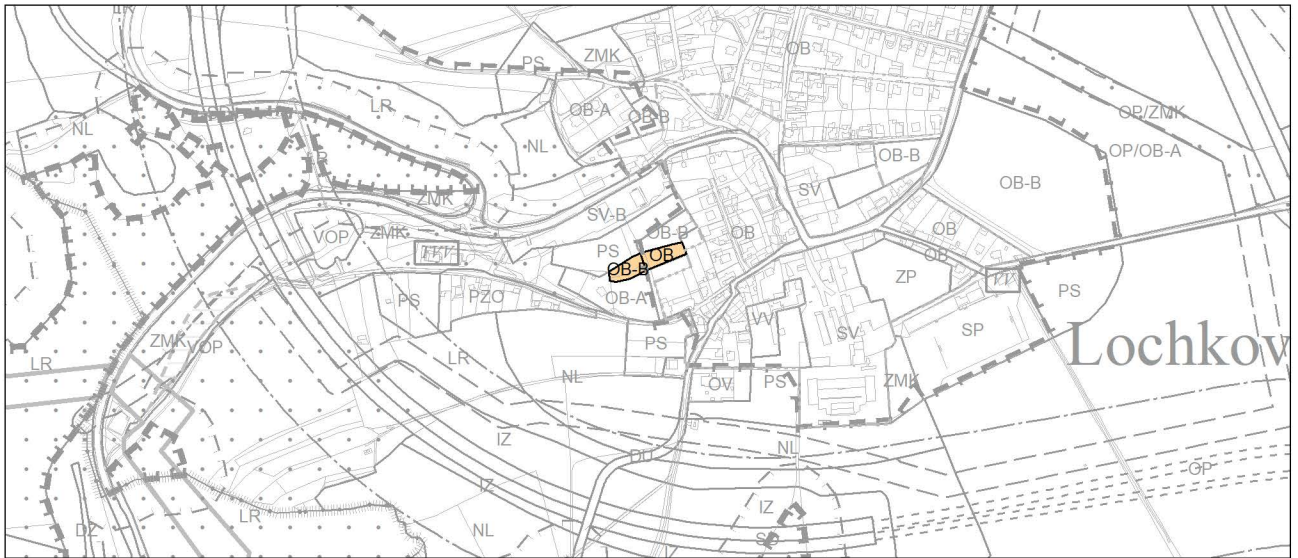 PS
ZMK
OB
LR
NL
OB-A
OB-B
NL
OP/ZMK
OP/OB-A
OB-B
OB-B
SV
ZMK
SV-B
VOP
ZMK
OB-B
OB
OB
PS
OB
OB-B
OB
ZP
PS
PS
PZO
OB-A
VV
SV
SP
Lochkov
ZMK
VOP
LR
LR
PS
NL
OV
PS
ZMK
IZ
DU
NL
OP
IZ
IZ
LR
DZ
NL